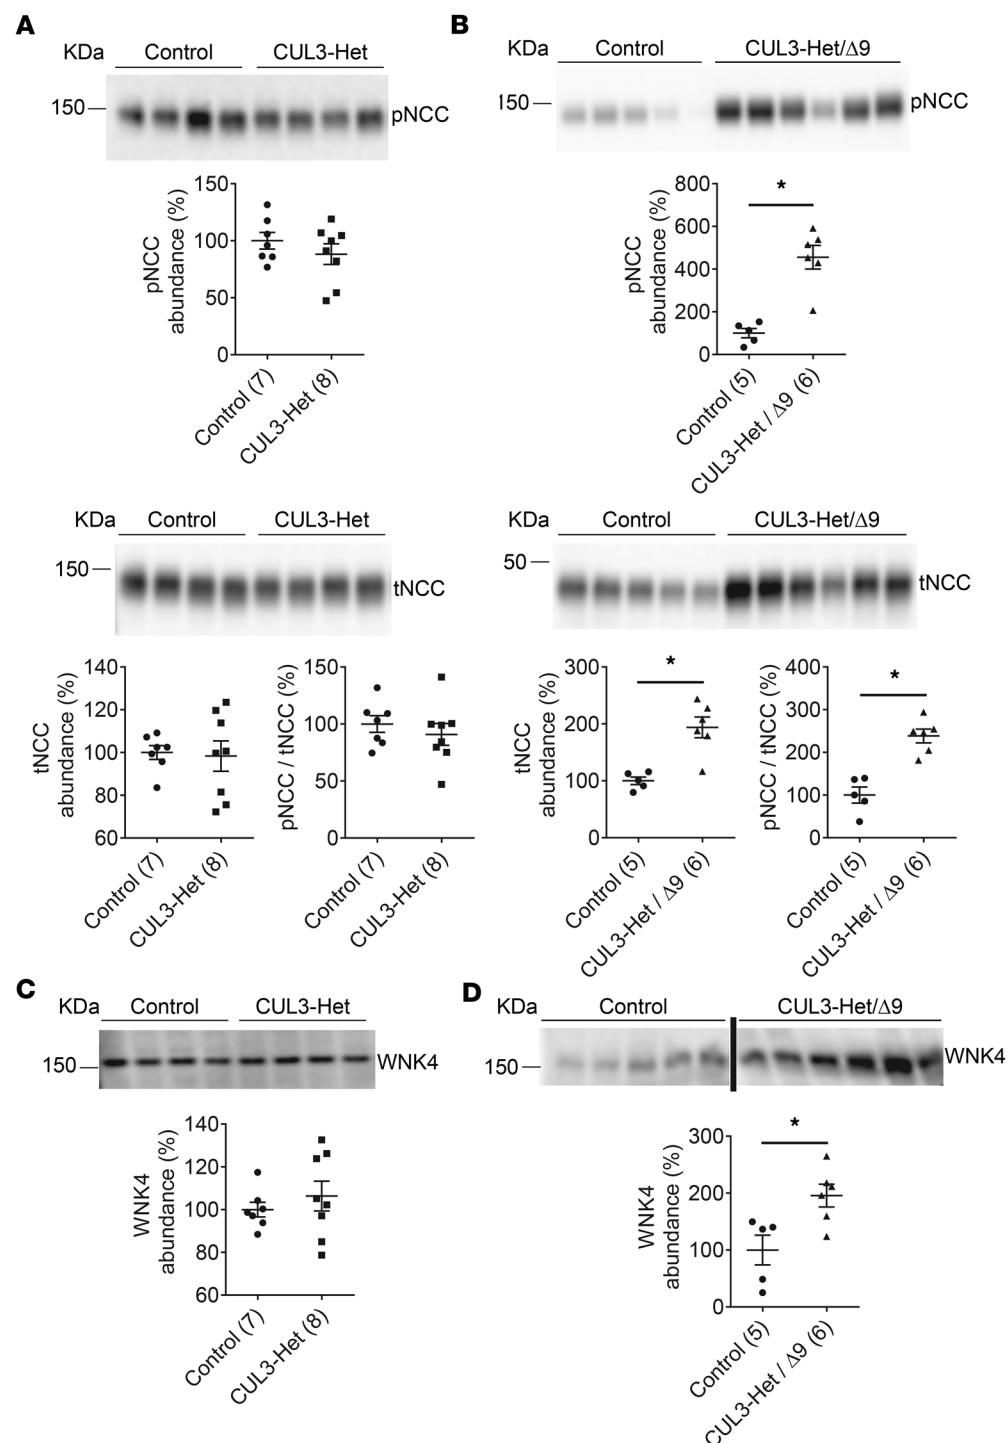 A
KDa Control CUL3-Het
150
pNCC
pNCC
abundance (%)
150
100
50
0
Control (7)
CUL3-Het (8)
B
KDa Control CUL3-Het/Δ9
150
pNCC
*
pNCC
abundance (%)
800
600
400
200
0
Control (5)
CUL3-Het / Δ9 (6)
KDa Control CUL3-Het
150
tNCC
tNCC
abundance (%)
140
120
100
80
60
Control (7)
CUL3-Het (8)
pNCC / tNCC (%)
150
100
50
0
Control (7)
CUL3-Het (8)
KDa Control CUL3-Het/Δ9
50
tNCC
*
tNCC
abundance (%)
300
200
100
0
Control (5)
CUL3-Het / Δ9 (6)
*
pNCC / tNCC (%)
400
300
200
100
0
Control (5)
CUL3-Het / Δ9 (6)
C
KDa Control CUL3-Het
150
WNK4
WNK4
abundance (%)
140
120
100
80
60
Control (7)
CUL3-Het (8)
D
KDa Control CUL3-Het/Δ9
150
WNK4
*
WNK4
abundance (%)
300
200
100
0
Control (5)
CUL3-Het / Δ9 (6)